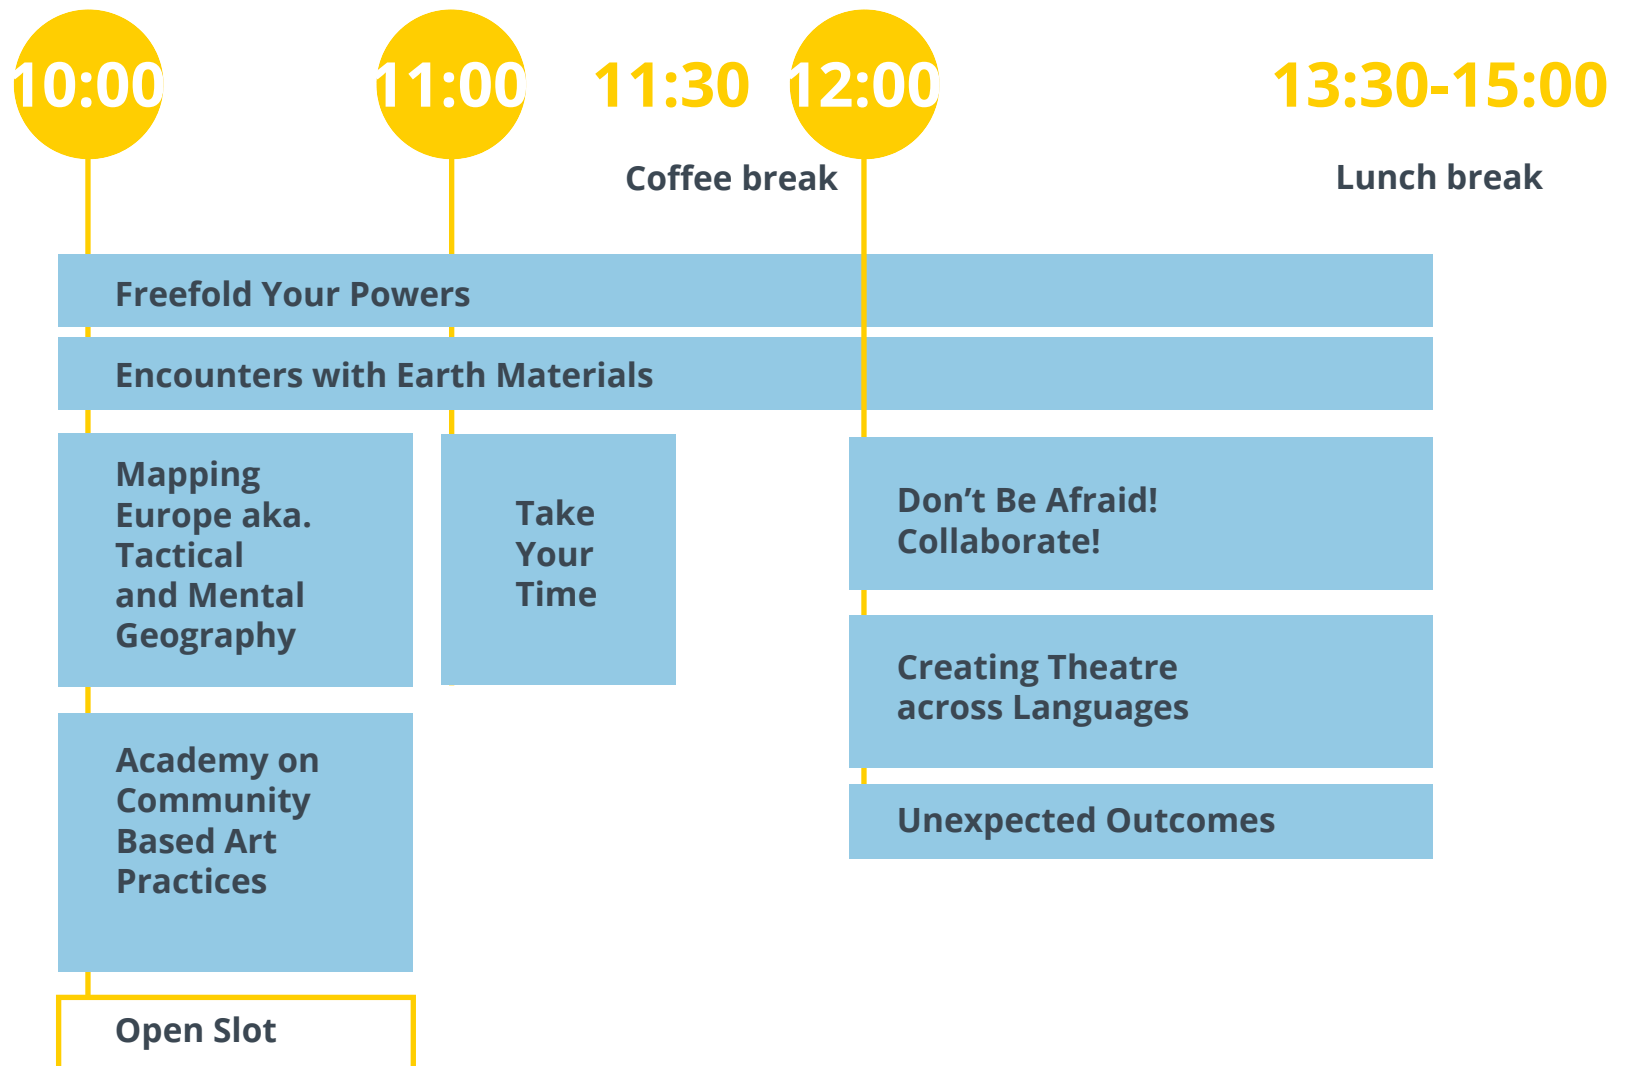 10:00
11:00
11:30
12:00
13:30-15:00
Coffee break
Lunch break
Freefold Your Powers
Encounters with Earth Materials
Mapping
Europe aka.
Tactical
and Mental
Geography
Take
Your
Time
Don’t Be Afraid!
Collaborate!
Creating Theatre
across Languages
Unexpected Outcomes
Academy on
Community
Based Art
Practices
Open Slot